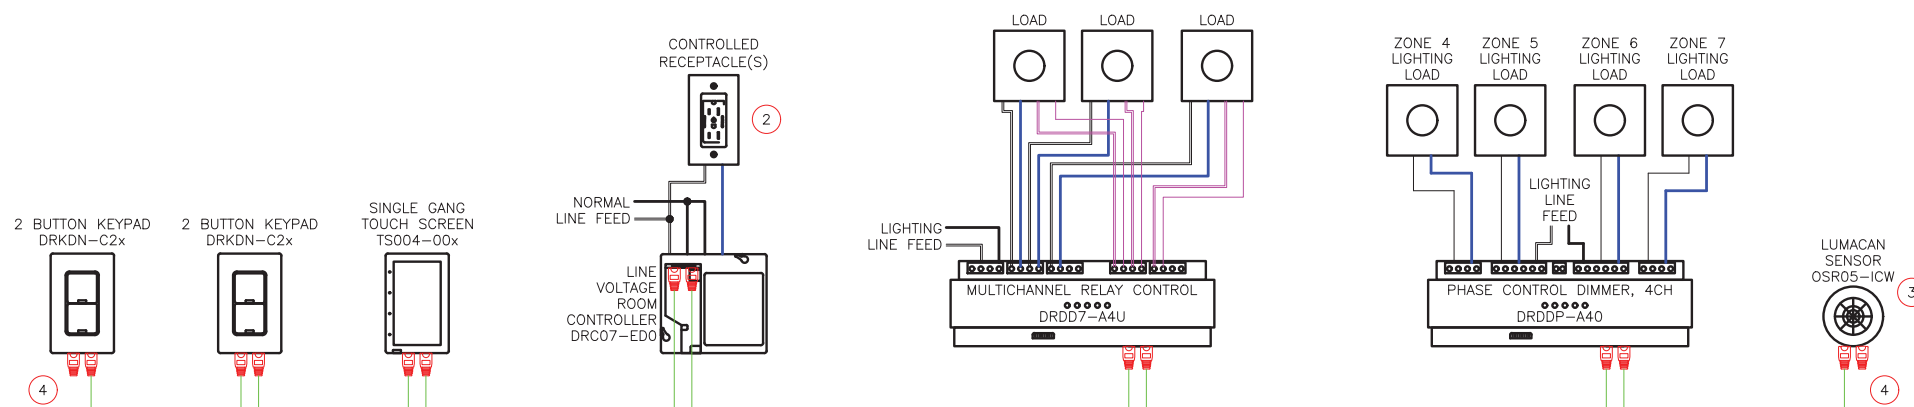 2 BUTTON KEYPAD
DRKDN-C2x
4
2 BUTTON KEYPAD
DRKDN-C2x
SINGLE GANG
TOUCH SCREEN
TS004-00x
CONTROLLED
RECEPTACLE(S)
2
NORMAL
LINE FEED
LINE
VOLTAGE
ROOM
CONTROLLER
DRC07-ED0
LOAD
LOAD
LOAD
LIGHTING
LINE FEED
MULTICHANNEL RELAY CONTROL
DRDD7-A4U
ZONE 4
LIGHTING
LOAD
ZONE 5
LIGHTING
LOAD
ZONE 6
LIGHTING
LOAD
ZONE 7
LIGHTING
LOAD
LIGHTING
LINE
FEED
PHASE CONTROL DIMMER, 4CH
DRDDP-A40
LUMACAN
SENSOR
OSR05-ICW
3
4